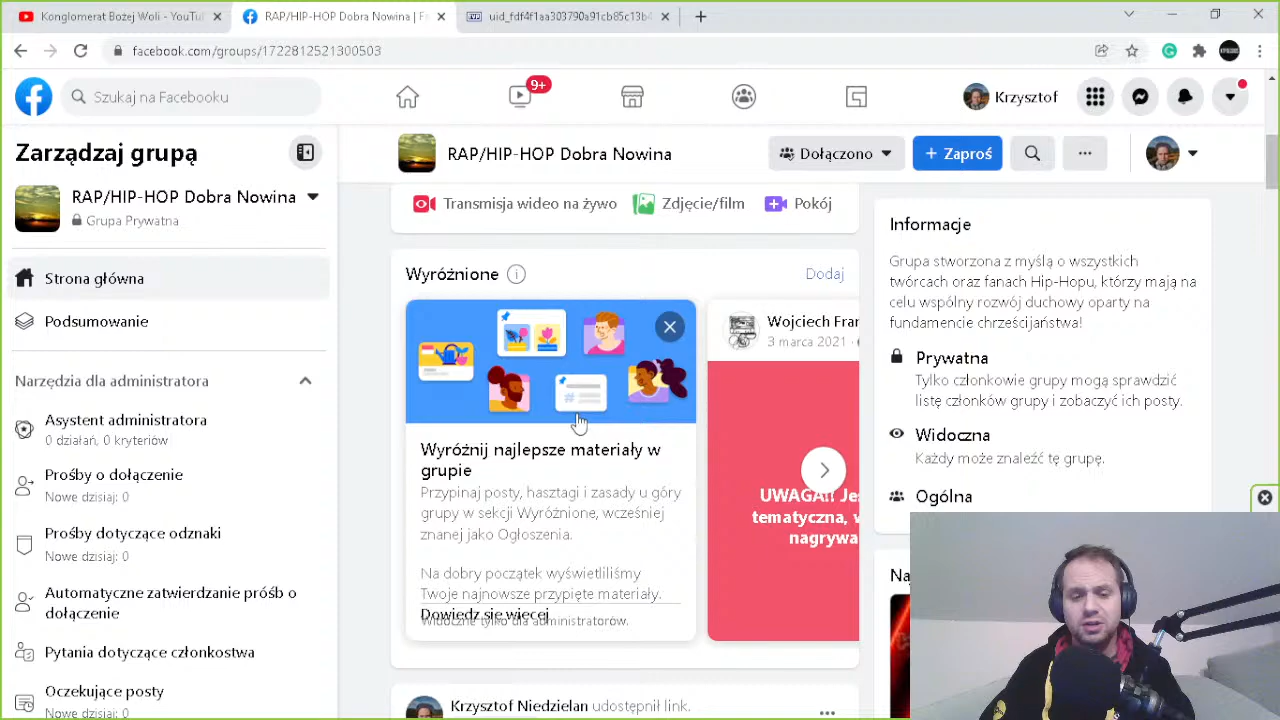 Konglomerat Bożej Woli - YouTu
RAP/HIP-HOP Dobra Nowina | F
uid_fdf4f1aa303790a91cb85c13b4
facebook.com/groups/1722812521300503
Szukaj na Facebooku
9+
Krzysztof
Zarządzaj grupą
RAP/HIP-HOP Dobra Nowina
Grupa Prywatna
Strona główna
Podsumowanie
Narzędzia dla administratora
Asystent administratora
0 działań, 0 kryteriów
Prośby o dołączenie
Nowe dzisiaj: 0
Prośby dotyczące odznaki
Nowe dzisiaj: 0
Automatyczne zatwierdzanie próśb o
dołączenie
Pytania dotyczące członkostwa
Oczekujące posty
Nowe dzisiaj: 0
RAP/HIP-HOP Dobra Nowina
Dołączono
+ Zaproś
Transmisja wideo na żywo
Zdjęcie/film
Pokój
Wyróżnione
Dodaj
Wyróżnij najlepsze materiały w
grupie
Przypinaj posty, hasztagi i zasady u góry
grupy w sekcji Wyróżnione, wcześniej
znanej jako Ogłoszenia.
Na dobry początek wyświetliliśmy
Twoje najnowsze przypięte materiały.
Dowiedz się więcej
Widoczne tylko dla administratorów.
Wojciech Fran
3 marca 2021
UWAGA!! Jes
tematyczna, w
nagrywa
Krzysztof Niedzielan udostępnił link.
Informacje
Grupa stworzona z myślą o wszystkich
twórcach oraz fanach Hip-Hopu, którzy mają na
celu wspólny rozwój duchowy oparty na
fundamencie chrześcijaństwa!
Prywatna
Tylko członkowie grupy mogą sprawdzić
listę członków grupy i zobaczyć ich posty.
Widoczna
Każdy może znaleźć tę grupę.
Ogólna
Na